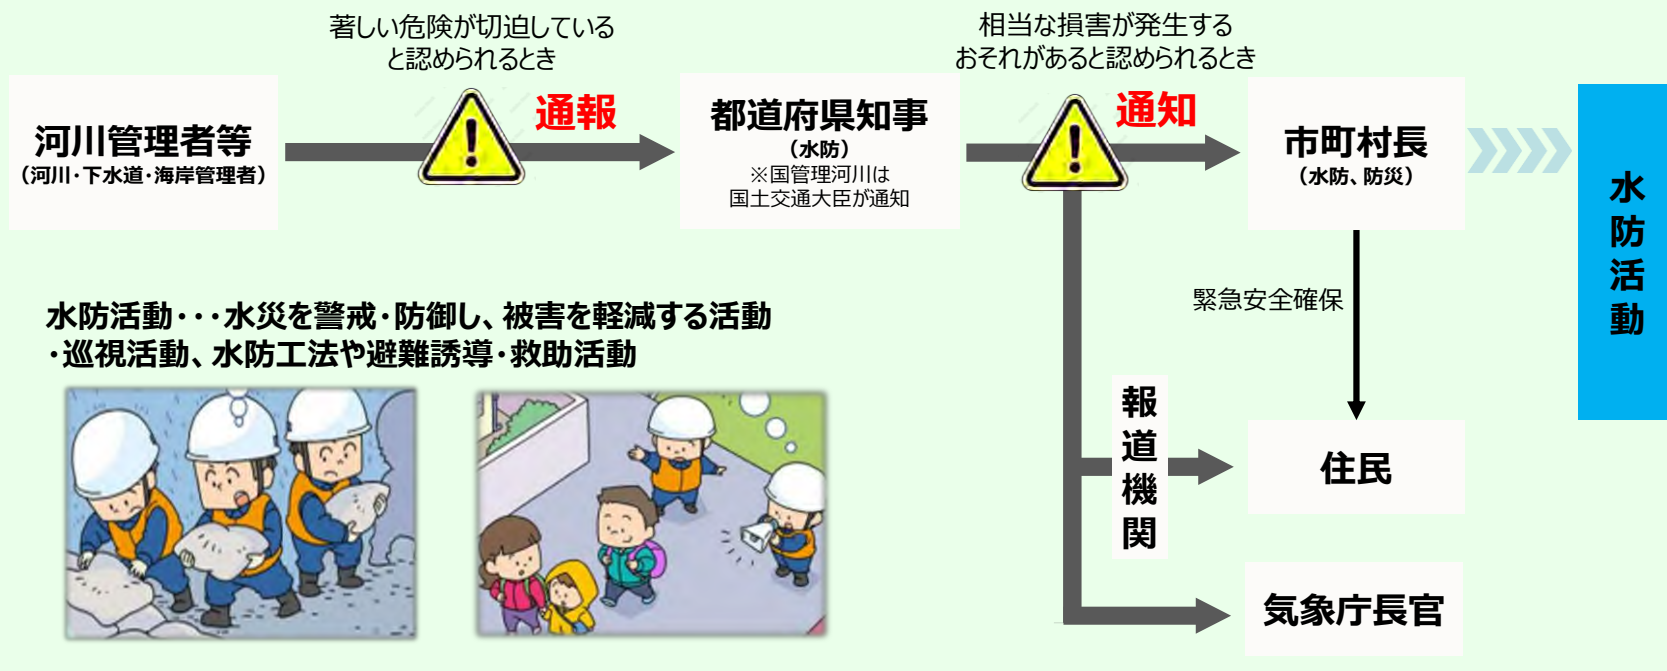 著しい危険が切迫している
と認められるとき
相当な損害が発生する
おそれがあると認められるとき
河川管理者等
（河川・下水道・海岸管理者）
通報
都道府県知事
（水防）
※国管理河川は
国土交通大臣が通知
通知
市町村長
（水防、防災）
水防活動
緊急安全確保
水防活動・・・水災を警戒・防御し、被害を軽減する活動
・巡視活動、水防工法や避難誘導・救助活動
報道機関
住民
気象庁長官